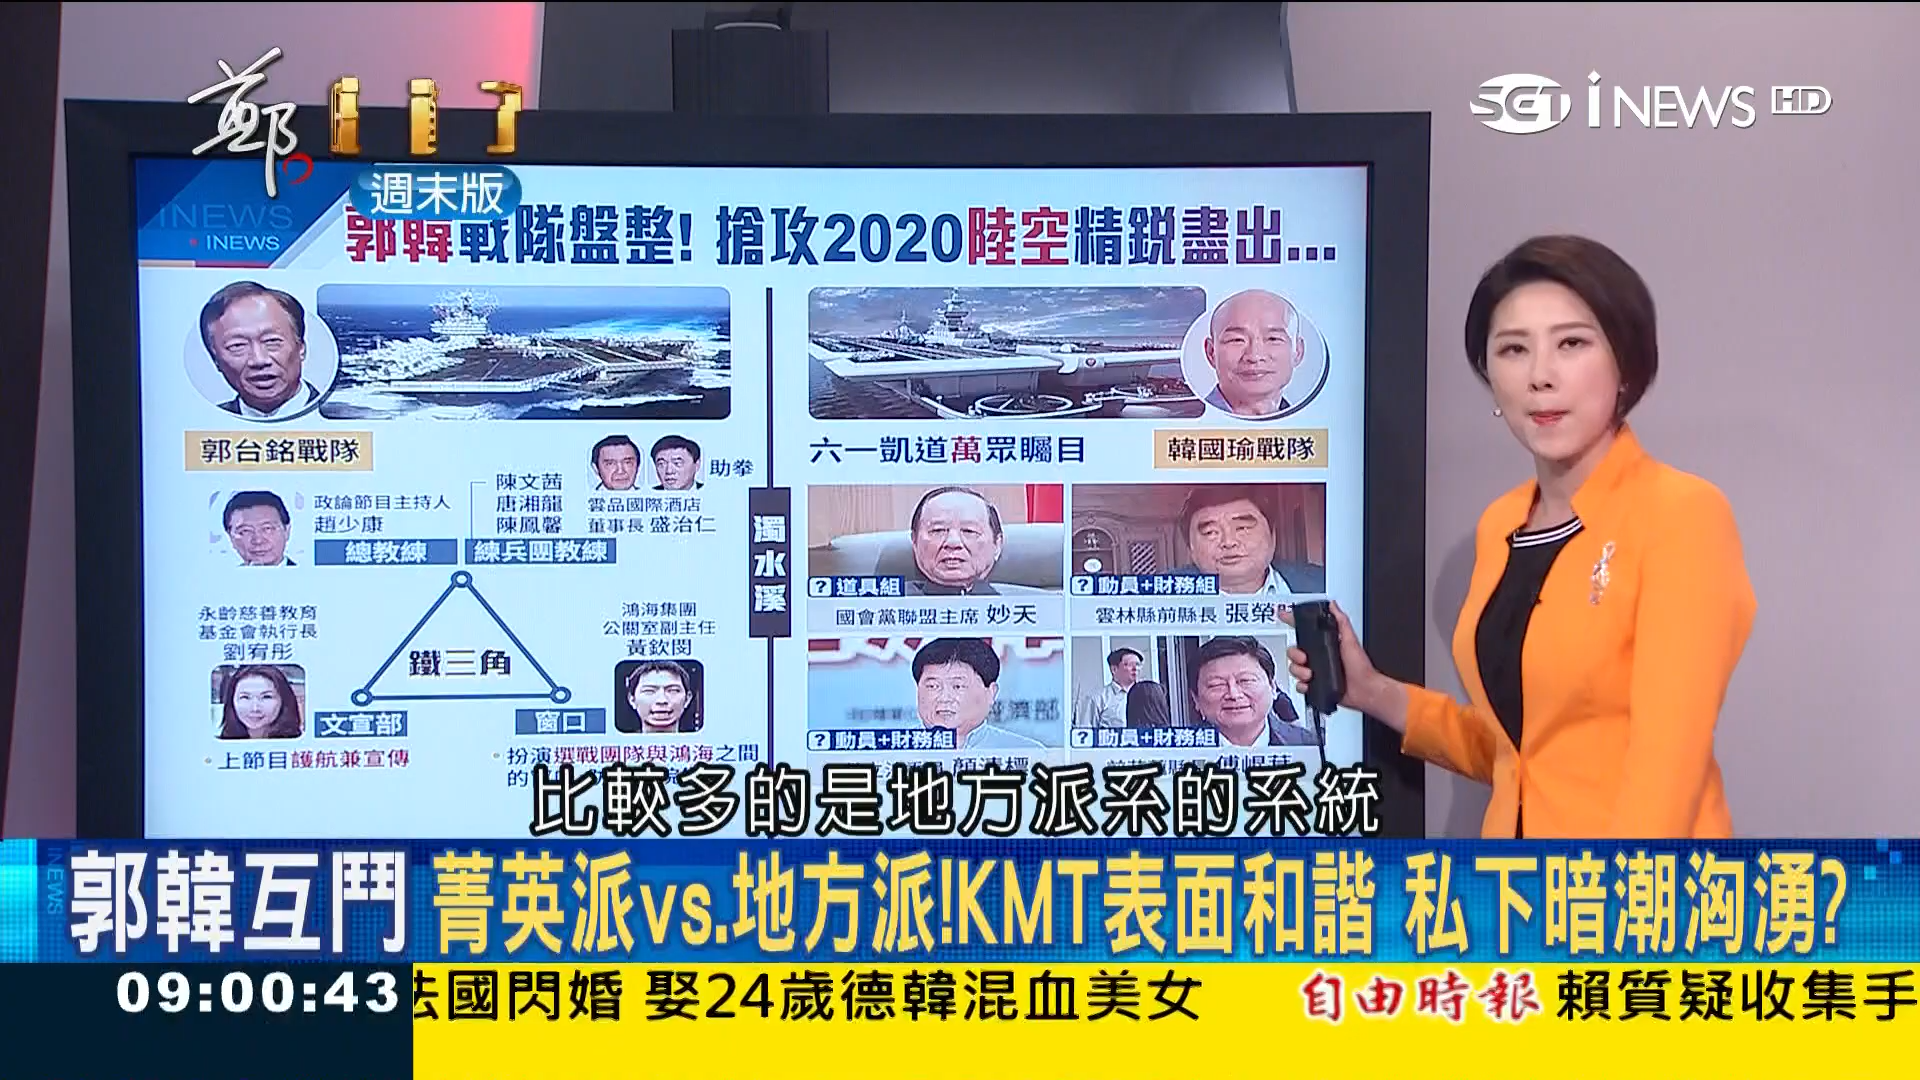 鄭
週末版
SET iNEWS HD
iNEWS
iNEWS
郭韓戰隊盤整! 搶攻2020陸空精銳盡出...
郭台銘戰隊
助拳
政論節目主持人
趙少康
總教練
陳文茜
唐湘龍
陳鳳馨
練兵團教練
雲品國際酒店
董事長 盛治仁
永齡慈善教育
基金會執行長
劉宥彤
鐵三角
鴻海集團
公關室副主任
黃欽閔
文宣部
窗口
·上節目護航兼宣傳
·扮演選戰團隊與鴻海之間
的
濁水溪
六一凱道萬眾矚目
韓國瑜戰隊
? 道具組
國會黨聯盟主席 妙天
? 動員+財務組
雲林縣前縣長 張榮味
? 動員+財務組
顏清標
? 動員+財務組
傅崐萁
比較多的是地方派系的系統
iNEWS
郭韓互鬥 菁英派vs.地方派!KMT表面和諧 私下暗潮洶湧?
09:00:43
法國閃婚 娶24歲德韓混血美女 自由時報 賴質疑收集手